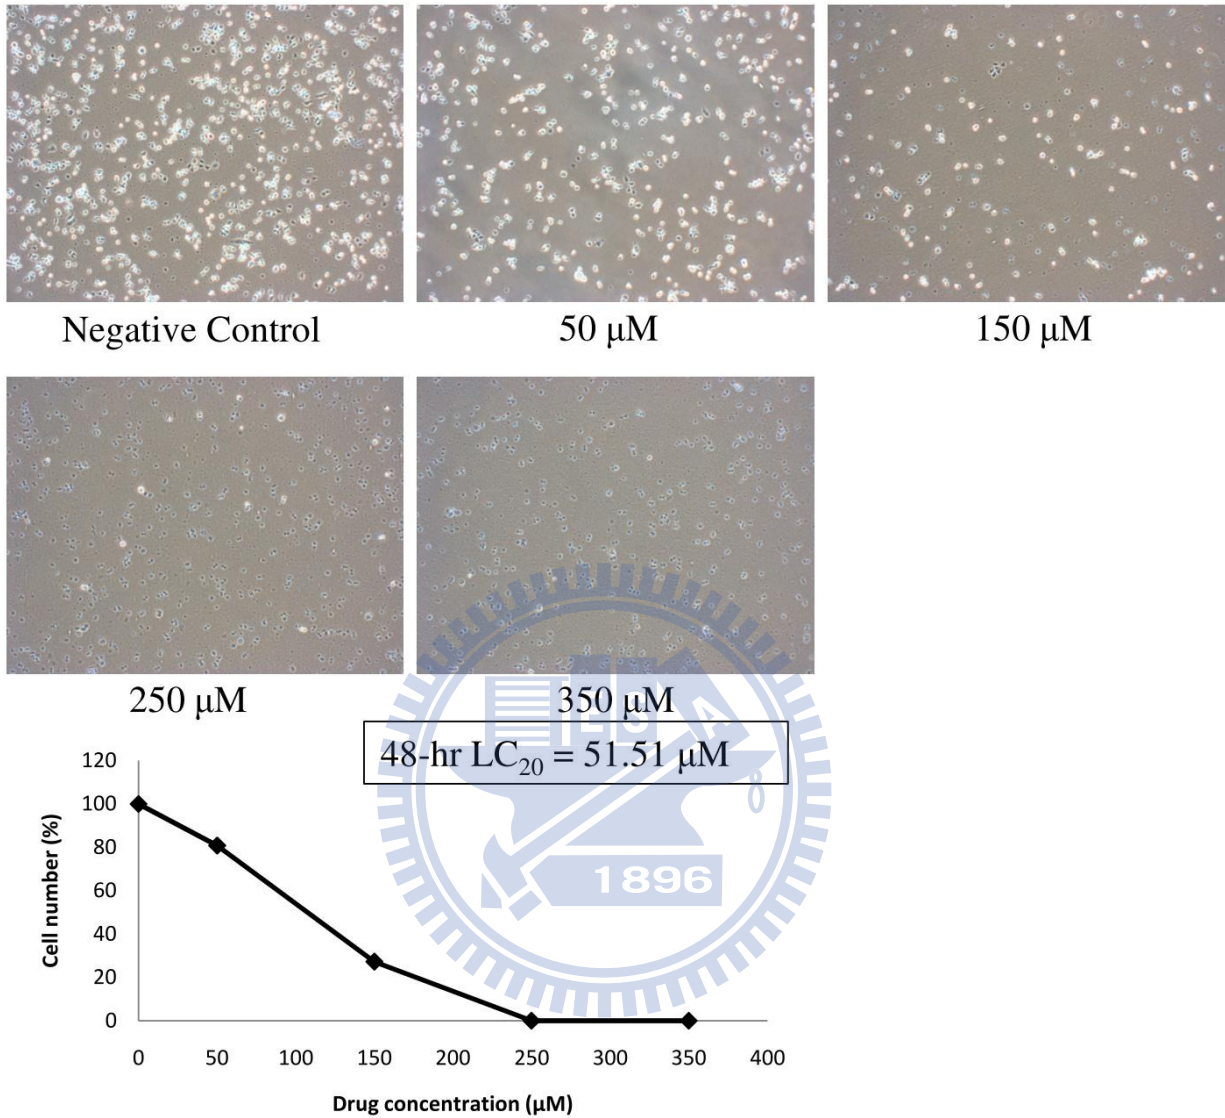 Negative Control
50 μM
150 μM
250 μM
350 μM
48-hr LC20 = 51.51 μM
ESA
1896
Cell number (%)
120
100
80
60
40
20
0
0 50 100 150 200 250 300 350 400
Drug concentration (μM)